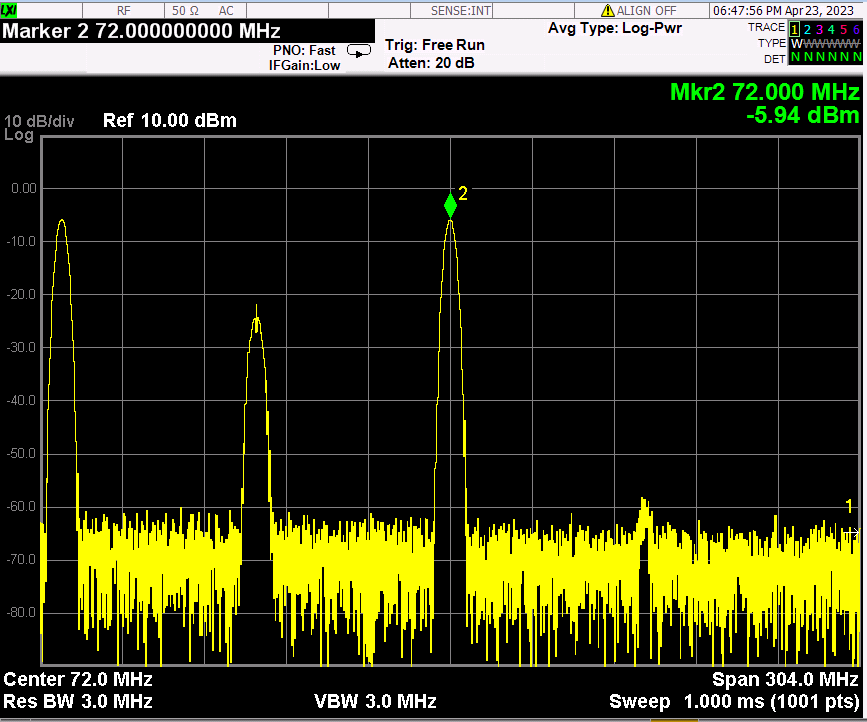 LXI RF 50 Ω AC SENSE:INT ALIGN OFF 06:47:56 PM Apr 23, 2023
Marker 2 72.000000000 MHz
PNO: Fast
IFGain:Low
Trig: Free Run
Atten: 20 dB
Avg Type: Log-Pwr
TRACE 1 2 3 4 5 6
TYPE W W W W W W
DET N N N N N N
Mkr2 72.000 MHz
-5.94 dBm
10 dB/div Ref 10.00 dBm
Log
0.00
2
-10.0
-20.0
-30.0
-40.0
-50.0
-60.0
1
-70.0
-80.0
Center 72.0 MHz Span 304.0 MHz
Res BW 3.0 MHz VBW 3.0 MHz Sweep 1.000 ms (1001 pts)